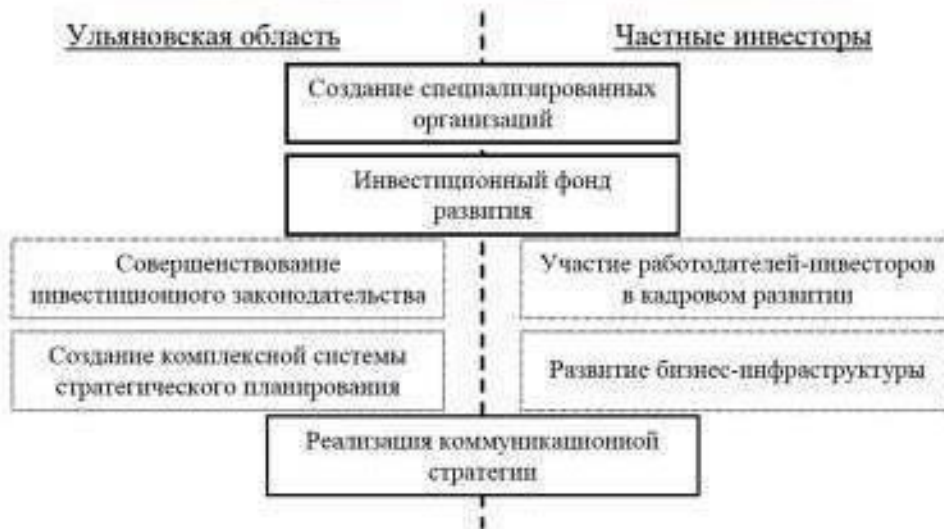 Ульяновская область
Частные инвесторы
Создание специализированных
организаций
Инвестиционный фонд
развития
Совершенствование
инвестиционного законодательства
Участие работодателей-инвесторов
в кадровом развитии
Создание комплексной системы
стратегического планирования
Развитие бизнес-инфраструктуры
Реализация коммуникационной
стратегии